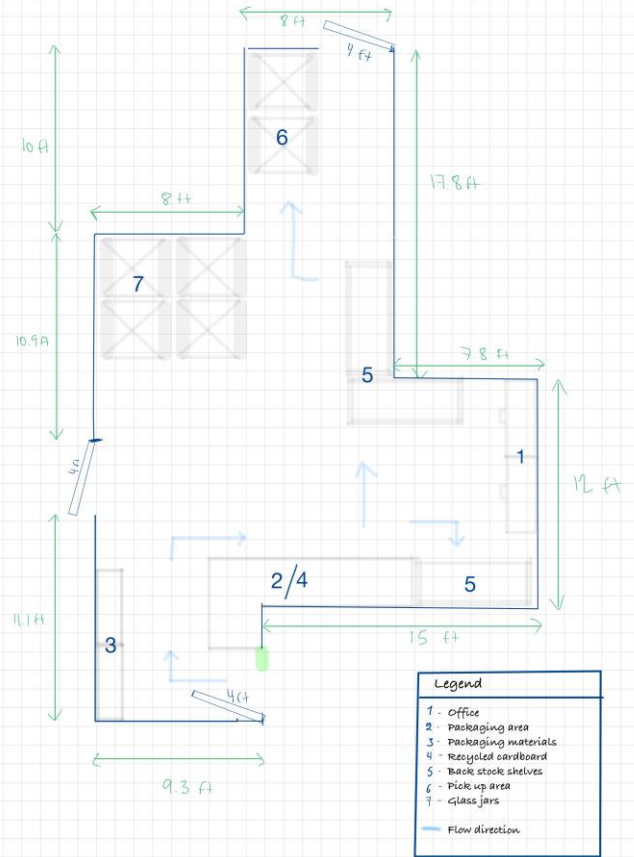 8 ft
4 ft
10 ft
6
17.8 ft
8 ft
7
10.9 ft
7.8 ft
5
1
4 ft
12 ft
2/4
5
11.1 ft
15 ft
3
4 ft
9.3 ft
Legend
1 - Office
2 - Packaging area
3 - Packaging materials
4 - Recycled cardboard
5 - Back stock shelves
6 - Pick up area
7 - Glass jars
Flow direction